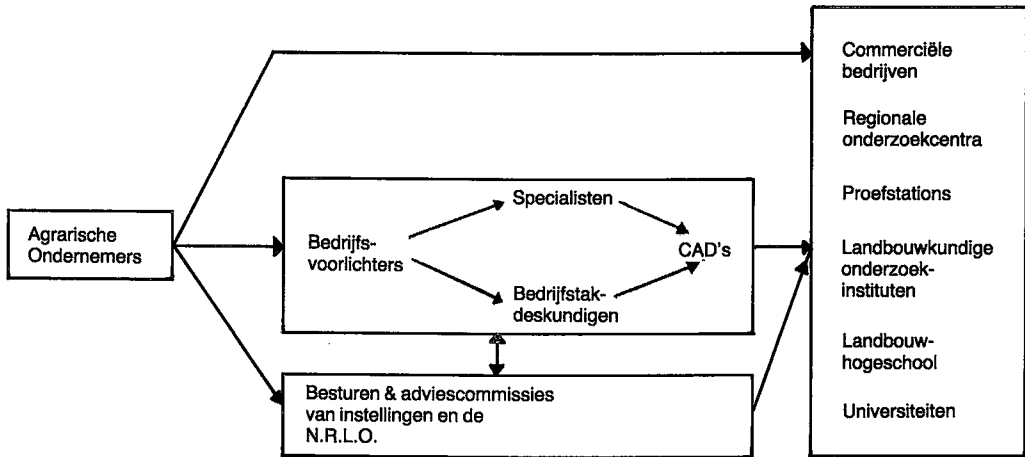 Agrarische
Ondernemers
Bedrijfs-
voorlichters
Specialisten
Bedrijfstak-
deskundigen
CAD's
Besturen & adviescommissies
van instellingen en de
N.R.L.O.
Commerciële
bedrijven
Regionale
onderzoekcentra
Proefstations
Landbouwkundige
onderzoek-
instituten
Landbouw-
hogeschool
Universiteiten